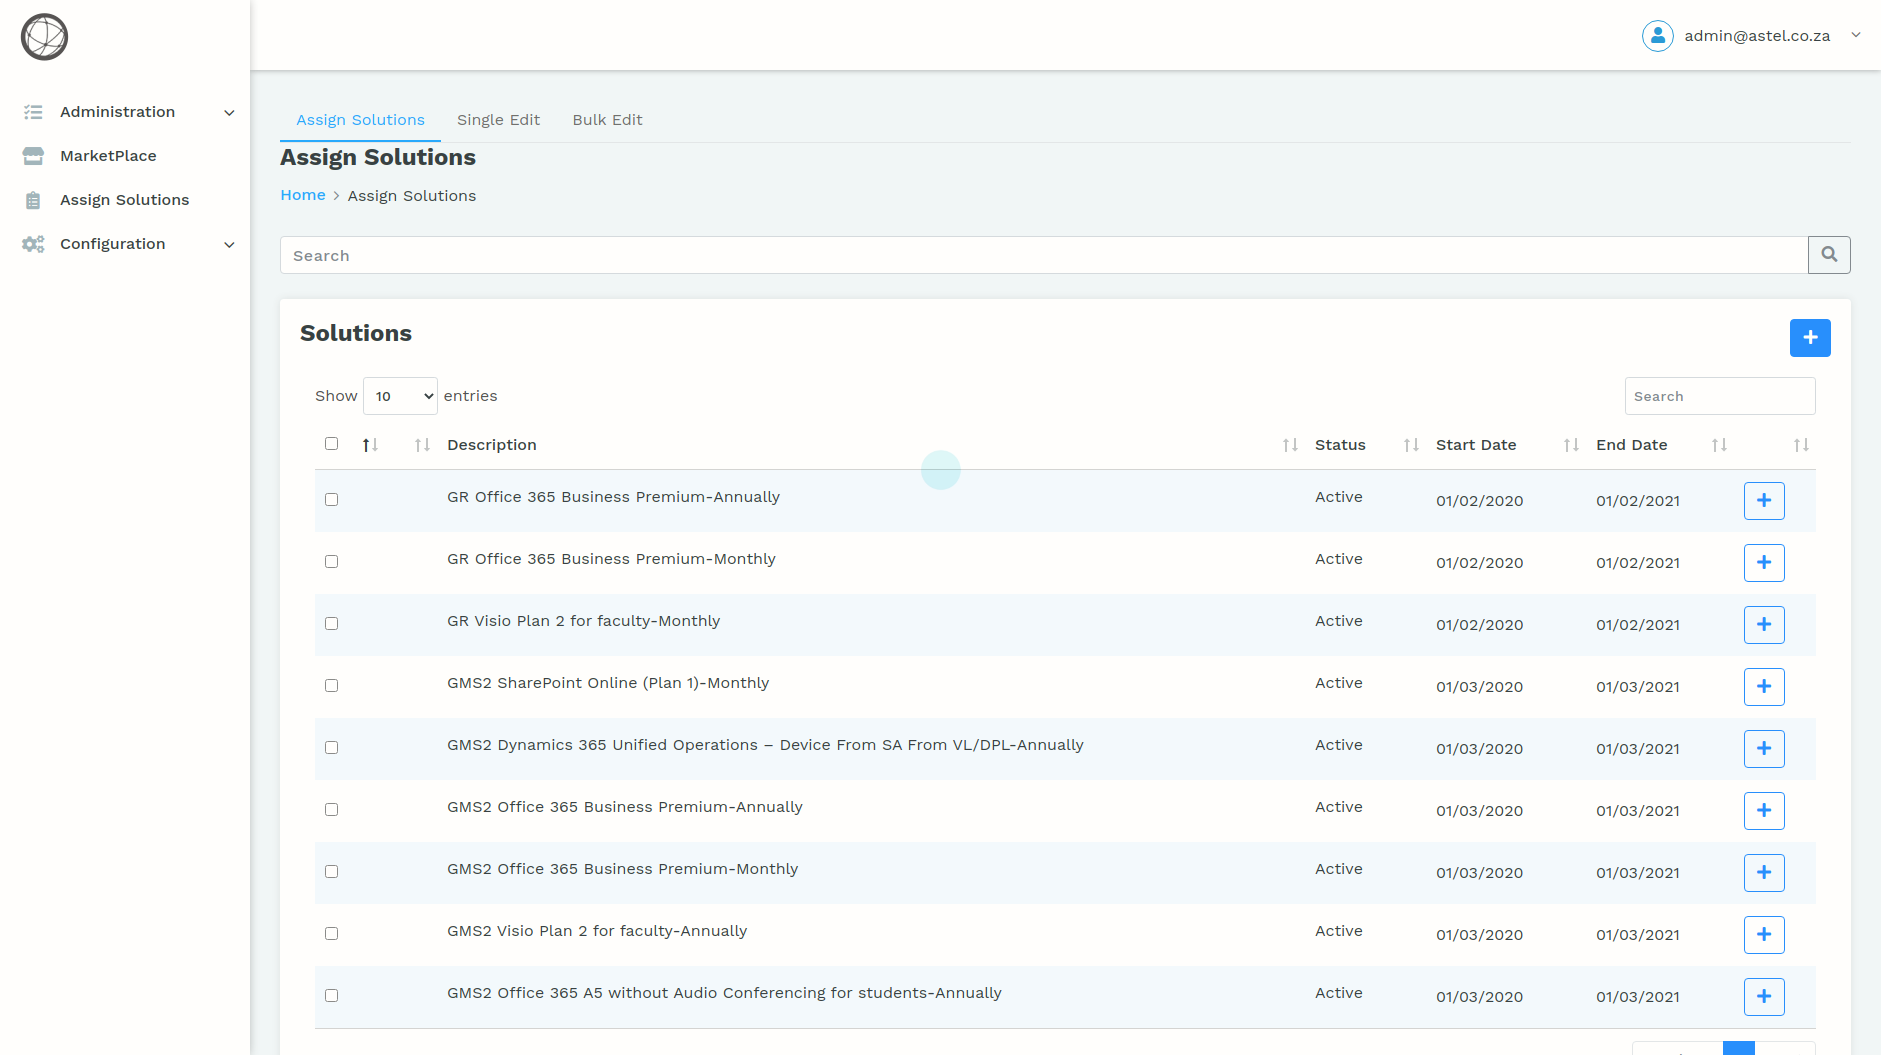 admin@astel.co.za
Administration
MarketPlace
Assign Solutions
Configuration
Assign Solutions Single Edit Bulk Edit
Assign Solutions
Home > Assign Solutions
Search
Solutions
Show 10 entries Search
Description Status Start Date End Date
GR Office 365 Business Premium-Annually Active 01/02/2020 01/02/2021
GR Office 365 Business Premium-Monthly Active 01/02/2020 01/02/2021
GR Visio Plan 2 for faculty-Monthly Active 01/02/2020 01/02/2021
GMS2 SharePoint Online (Plan 1)-Monthly Active 01/03/2020 01/03/2021
GMS2 Dynamics 365 Unified Operations – Device From SA From VL/DPL-Annually Active 01/03/2020 01/03/2021
GMS2 Office 365 Business Premium-Annually Active 01/03/2020 01/03/2021
GMS2 Office 365 Business Premium-Monthly Active 01/03/2020 01/03/2021
GMS2 Visio Plan 2 for faculty-Annually Active 01/03/2020 01/03/2021
GMS2 Office 365 A5 without Audio Conferencing for students-Annually Active 01/03/2020 01/03/2021